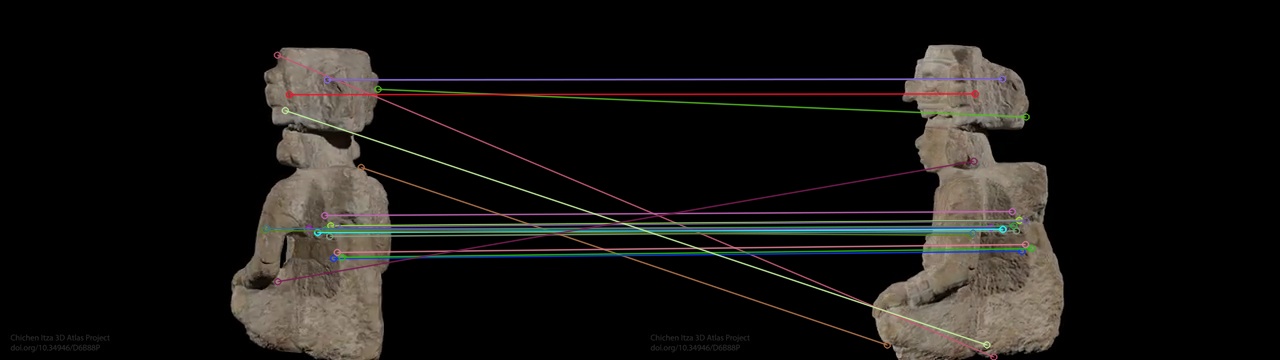 Chichen Itza 3D Atlas Project
doi.org/10.34946/D6B88P
Chichen Itza 3D Atlas Project
doi.org/10.34946/D6B88P